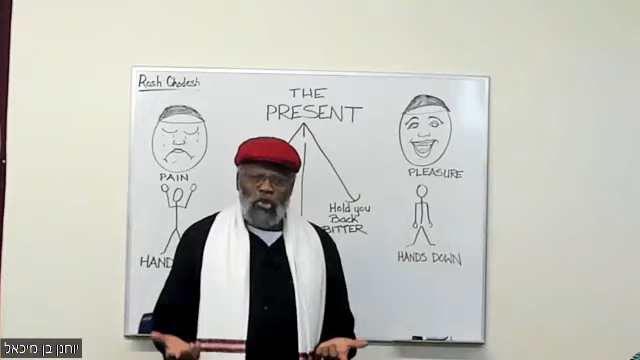 Rosh Chodesh
THE
PRESENT
PAIN
PLEASURE
Hold you
Back
BITTER
HAND
HANDS DOWN
יוחנן בן מיכאל